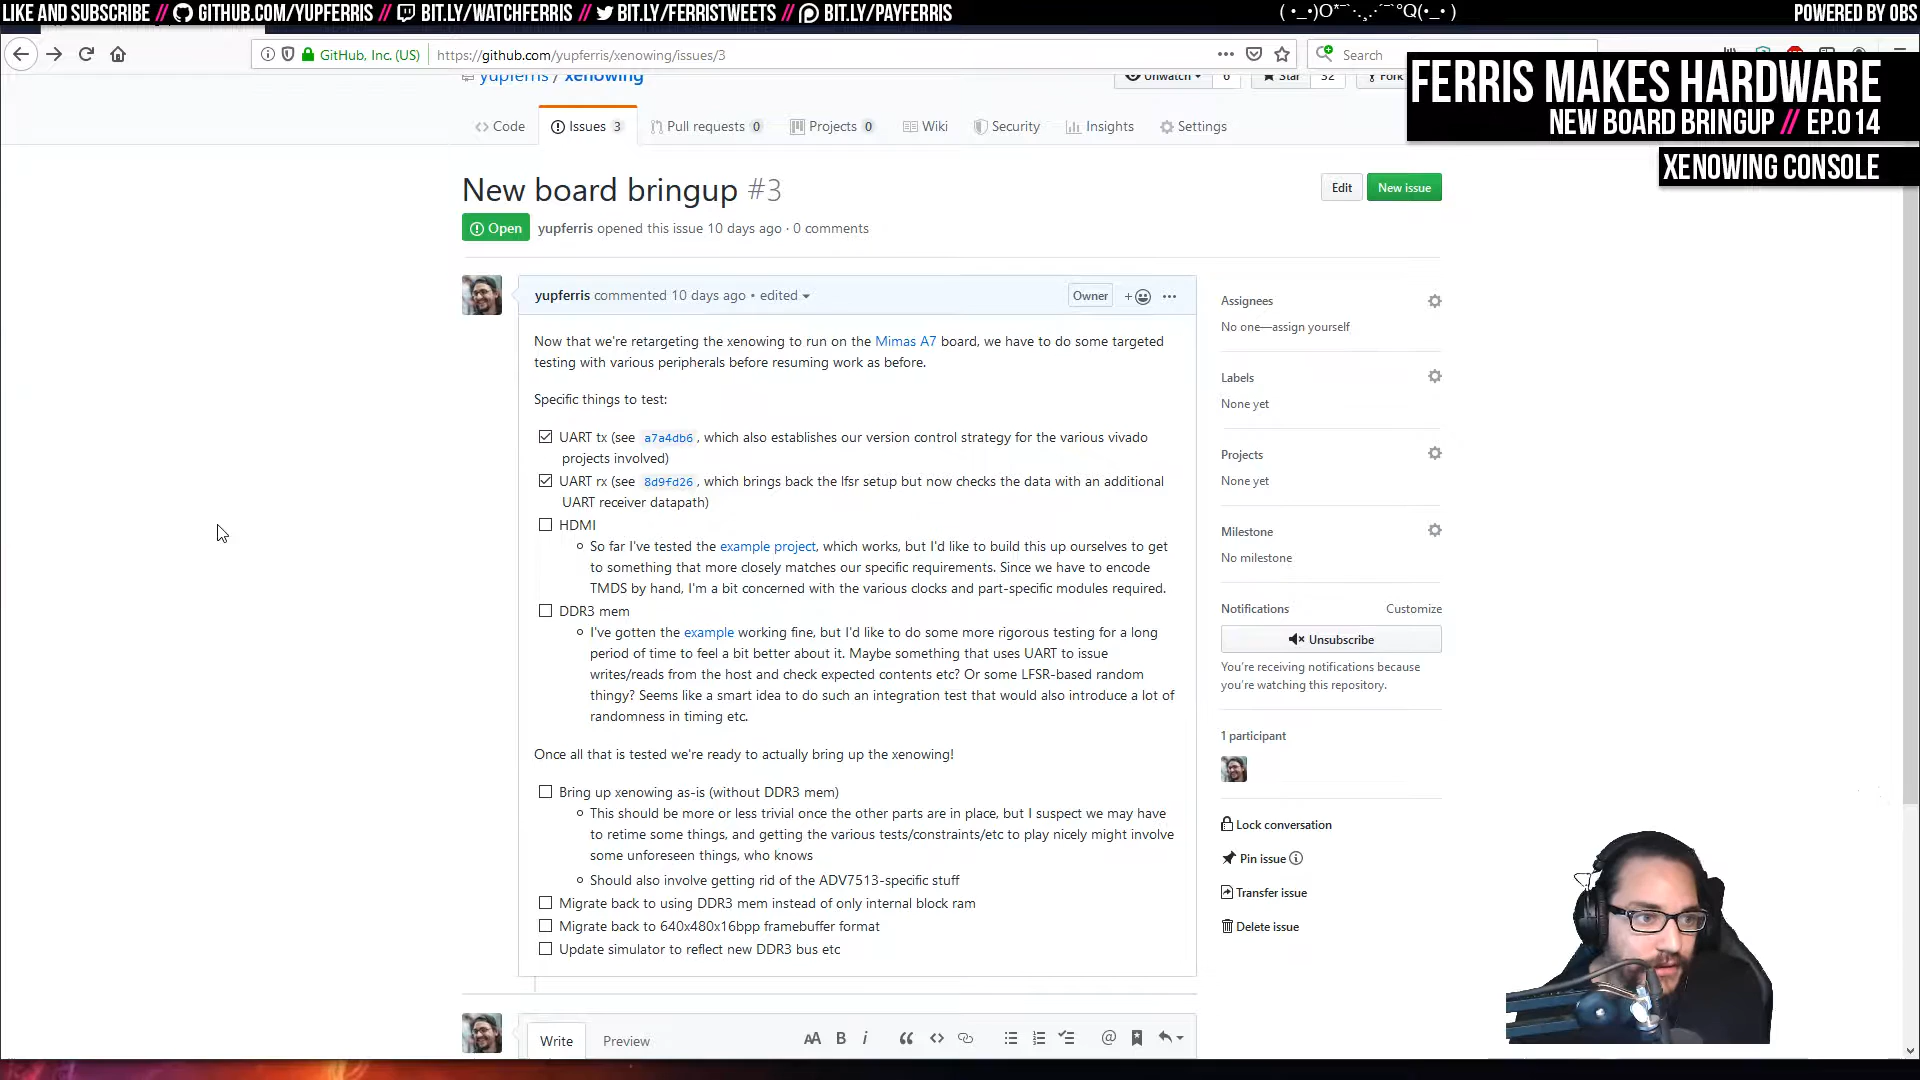 LIKE AND SUBSCRIBE // GITHUB.COM/YUPFERRIS // BIT.LY/WATCHFERRIS // BIT.LY/FERRISTWEETS // BIT.LY/PAYFERRIS
( •_•)O*¯`·.¸.·´¯`°Q(•_• )
POWERED BY OBS
GitHub, Inc. (US)
https://github.com/yupferris/xenowing/issues/3
Search
FERRIS MAKES HARDWARE
NEW BOARD BRINGUP // EP.014
XENOWING CONSOLE
yupferris / xenowing
Unwatch 6
Star 32
Fork
Code
Issues 3
Pull requests 0
Projects 0
Wiki
Security
Insights
Settings
New board bringup #3
Edit
New issue
Open
yupferris opened this issue 10 days ago · 0 comments
yupferris commented 10 days ago • edited
Owner
Now that we're retargeting the xenowing to run on the Mimas A7 board, we have to do some targeted
testing with various peripherals before resuming work as before.
Specific things to test:
UART tx (see a7a4db6, which also establishes our version control strategy for the various vivado
projects involved)
UART rx (see 8d9fd26, which brings back the lfsr setup but now checks the data with an additional
UART receiver datapath)
HDMI
So far I've tested the example project, which works, but I'd like to build this up ourselves to get
to something that more closely matches our specific requirements. Since we have to encode
TMDS by hand, I'm a bit concerned with the various clocks and part-specific modules required.
DDR3 mem
I've gotten the example working fine, but I'd like to do some more rigorous testing for a long
period of time to feel a bit better about it. Maybe something that uses UART to issue
writes/reads from the host and check expected contents etc? Or some LFSR-based random
thingy? Seems like a smart idea to do such an integration test that would also introduce a lot of
randomness in timing etc.
Once all that is tested we're ready to actually bring up the xenowing!
Bring up xenowing as-is (without DDR3 mem)
This should be more or less trivial once the other parts are in place, but I suspect we may have
to retime some things, and getting the various tests/constraints/etc to play nicely might involve
some unforeseen things, who knows
Should also involve getting rid of the ADV7513-specific stuff
Migrate back to using DDR3 mem instead of only internal block ram
Migrate back to 640x480x16bpp framebuffer format
Update simulator to reflect new DDR3 bus etc
Write
Preview
Assignees
No one—assign yourself
Labels
None yet
Projects
None yet
Milestone
No milestone
Notifications
Customize
Unsubscribe
You're receiving notifications because
you're watching this repository.
1 participant
Lock conversation
Pin issue
Transfer issue
Delete issue